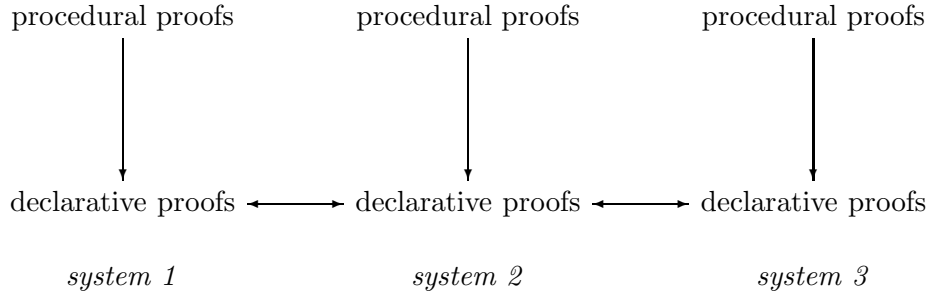 procedural proofs procedural proofs procedural proofs
declarative proofs declarative proofs declarative proofs
system 1 system 2 system 3